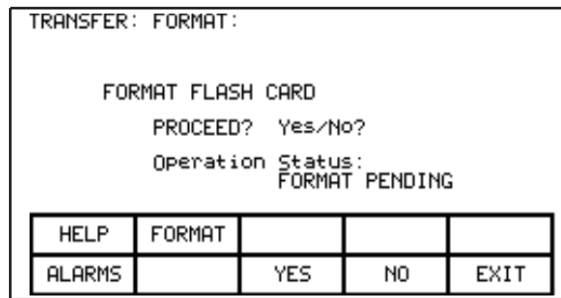 TRANSFER: FORMAT:
FORMAT FLASH CARD
PROCEED? Yes/No?
Operation Status:
FORMAT PENDING
HELP FORMAT
ALARMS YES NO EXIT